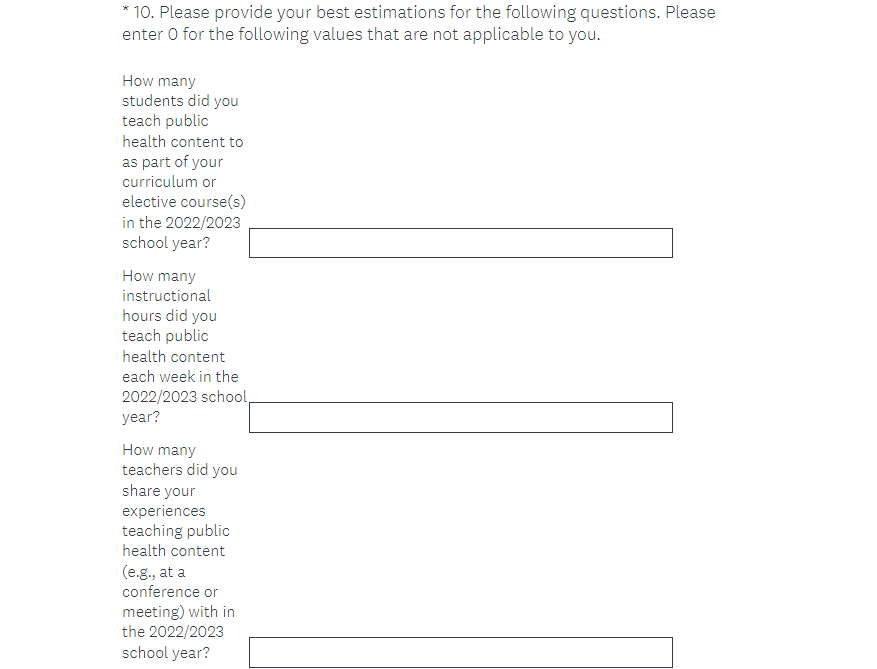 * 10. Please provide your best estimations for the following questions. Please
enter 0 for the following values that are not applicable to you.
How many
students did you
teach public
health content to
as part of your
curriculum or
elective course(s)
in the 2022/2023
school year?
How many
instructional
hours did you
teach public
health content
each week in the
2022/2023 school
year?
How many
teachers did you
share your
experiences
teaching public
health content
(e.g., at a
conference or
meeting) with in
the 2022/2023
school year?